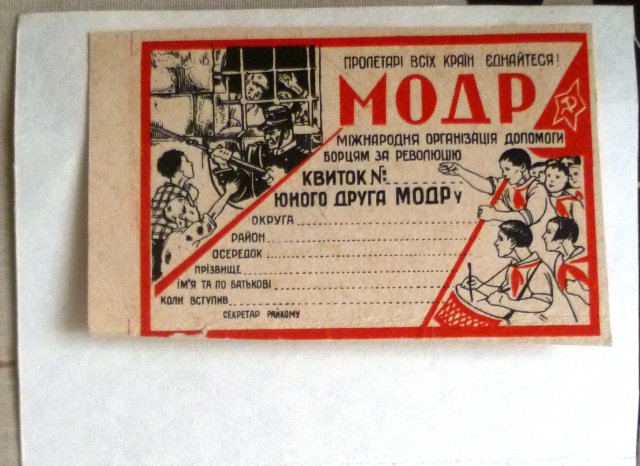 ПРОЛЕТАРІ ВСІХ КРАЇН ЄДНАЙТЕСЯ!
МОДР
МІЖНАРОДНЯ ОРГАНІЗАЦІЯ ДОПОМОГИ
БОРЦЯМ ЗА РЕВОЛЮЦІЮ
КВИТОК №
ЮНОГО ДРУГА МОДРу
ОКРУГА
РАЙОН
ОСЕРЕДОК
ПРІЗВИЩЕ
ІМ'Я ТА ПО БАТЬКОВІ
КОЛИ ВСТУПИВ
СЕКРЕТАР РАЙКОМУ